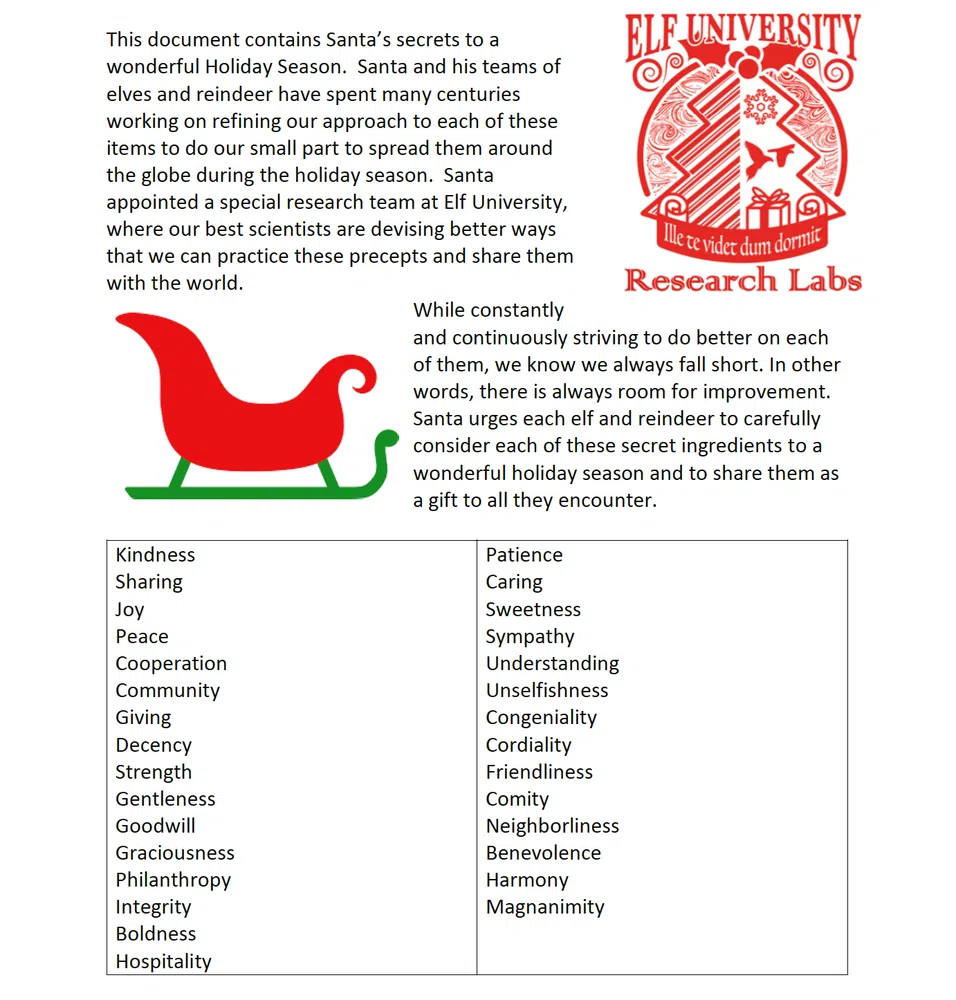 This document contains Santa’s secrets to a
wonderful Holiday Season.  Santa and his teams of
elves and reindeer have spent many centuries
working on refining our approach to each of these
items to do our small part to spread them around
the globe during the holiday season.  Santa
appointed a special research team at Elf University,
where our best scientists are devising better ways
that we can practice these precepts and share them
with the world.
ELF UNIVERSITY
Ille te videt dum dormit
Research Labs
While constantly
and continuously striving to do better on each
of them, we know we always fall short. In other
words, there is always room for improvement.
Santa urges each elf and reindeer to carefully
consider each of these secret ingredients to a
wonderful holiday season and to share them as
a gift to all they encounter.
Kindness
Sharing
Joy
Peace
Cooperation
Community
Giving
Decency
Strength
Gentleness
Goodwill
Graciousness
Philanthropy
Integrity
Boldness
Hospitality
Patience
Caring
Sweetness
Sympathy
Understanding
Unselfishness
Congeniality
Cordiality
Friendliness
Comity
Neighborliness
Benevolence
Harmony
Magnanimity